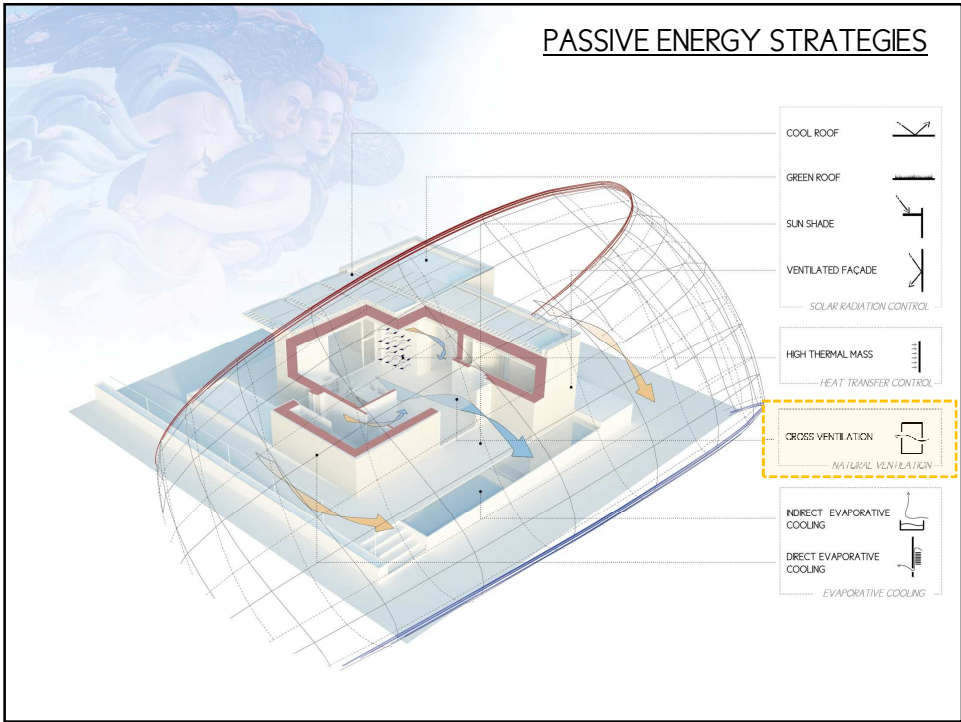 PASSIVE ENERGY STRATEGIES
COOL ROOF
GREEN ROOF
SUN SHADE
VENTILATED FAÇADE
SOLAR RADIATION CONTROL
HIGH THERMAL MASS
HEAT TRANSFER CONTROL
CROSS VENTILATION
NATURAL VENTILATION
INDIRECT EVAPORATIVE
COOLING
DIRECT EVAPORATIVE
COOLING
EVAPORATIVE COOLING